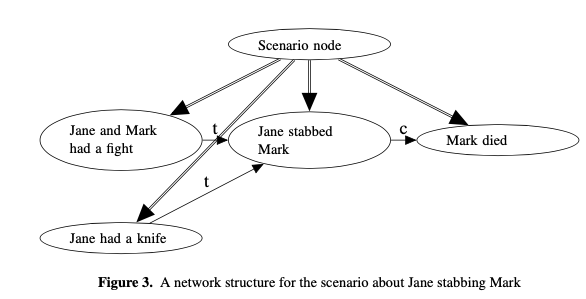 Scenario node
Jane and Mark
had a fight
t
Jane stabbed
Mark
c
Mark died
t
Jane had a knife
Figure 3. A network structure for the scenario about Jane stabbing Mark